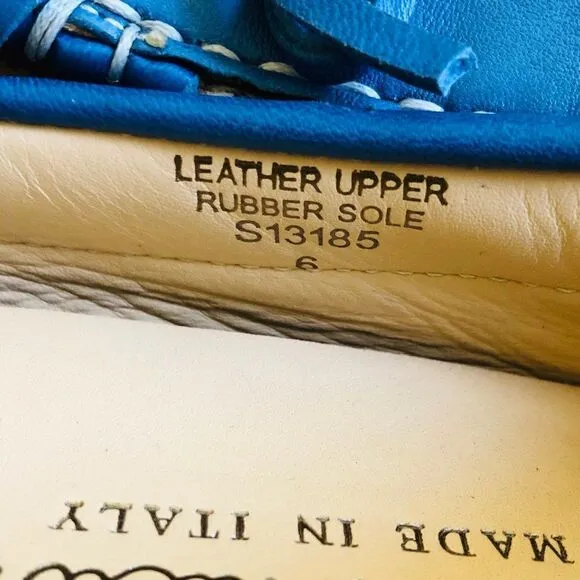 LEATHER UPPER
RUBBER SOLE
S13185
6
MADE IN ITALY